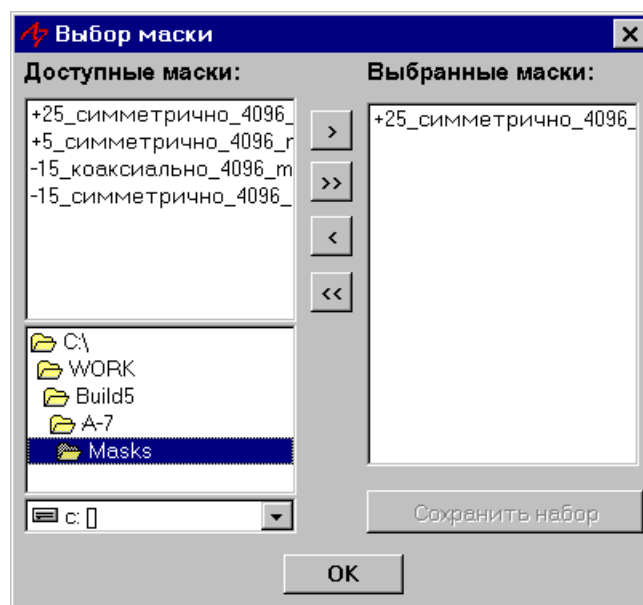 Выбор маски
Доступные маски:
Выбранные маски:
+25_симметрично_4096_
+5_симметрично_4096_r
-15_коаксиально_4096_m
-15_симметрично_4096_
>
>>
<
<<
+25_симметрично_4096_
C:\
WORK
Build5
A-7
Masks
c: []
Сохранить набор
OK